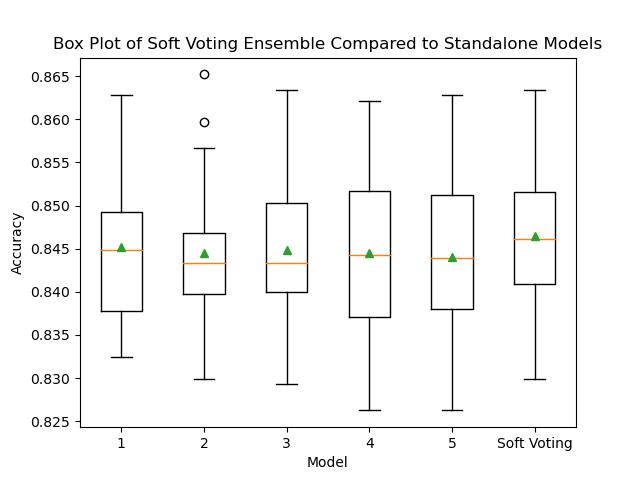 Box Plot of Soft Voting Ensemble Compared to Standalone Models
0.865
0.860
0.855
0.850
0.845
0.840
0.835
0.830
0.825
Accuracy
1 2 3 4 5 Soft Voting
Model